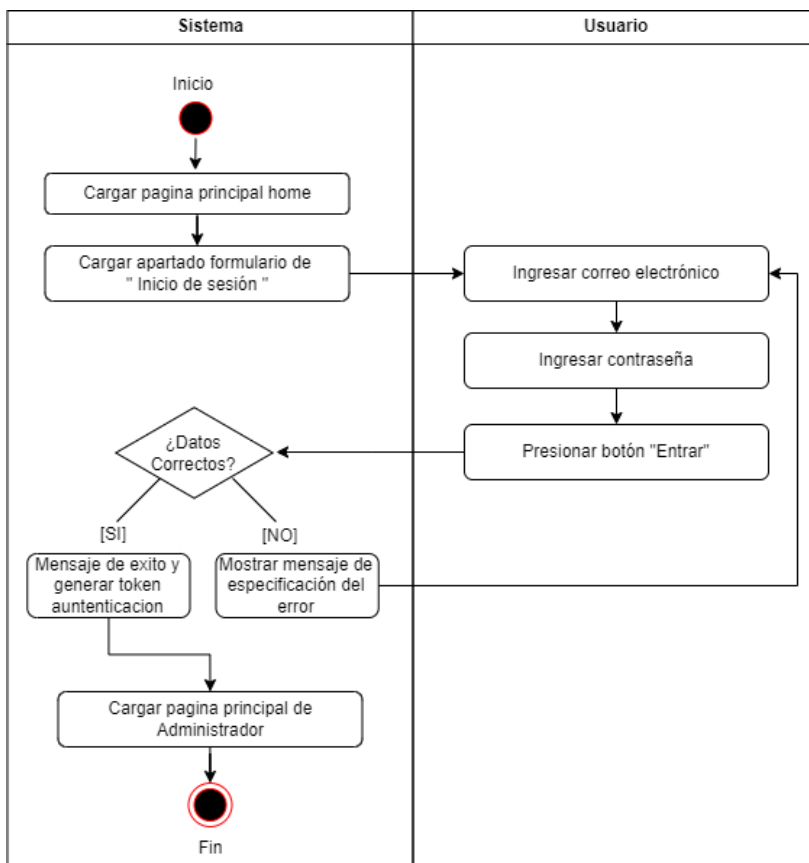 Sistema
Usuario
Inicio
Cargar pagina principal home
Cargar apartado formulario de
" Inicio de sesión "
Ingresar correo electrónico
Ingresar contraseña
Presionar botón "Entrar"
¿Datos
Correctos?
[SI]
[NO]
Mensaje de exito y
generar token
auntenticacion
Mostrar mensaje de
especificación del
error
Cargar pagina principal de
Administrador
Fin